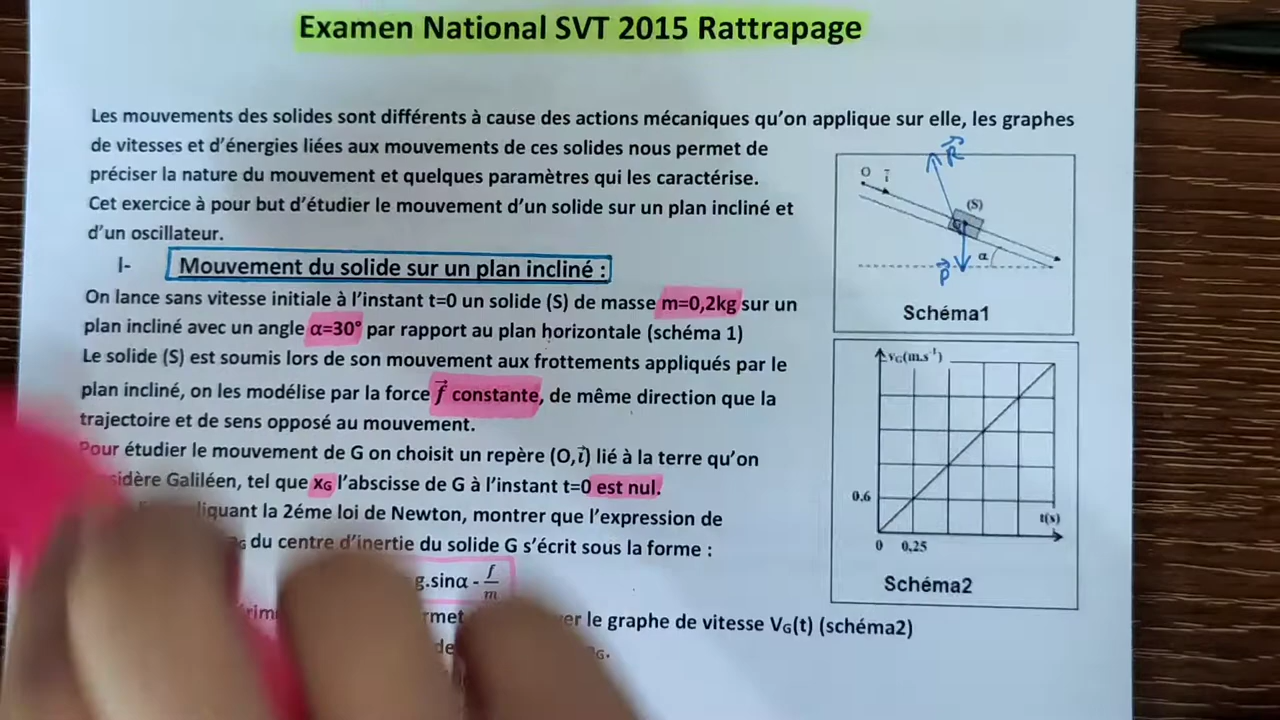 Examen National SVT 2015 Rattrapage
Les mouvements des solides sont différents à cause des actions mécaniques qu'on applique sur elle, les graphes
de vitesses et d'énergies liées aux mouvements de ces solides nous permet de
préciser la nature du mouvement et quelques paramètres qui les caractérise.
Cet exercice à pour but d'étudier le mouvement d'un solide sur un plan incliné et
d'un oscillateur.
I- Mouvement du solide sur un plan incliné :
On lance sans vitesse initiale à l'instant t=0 un solide (S) de masse m=0,2kg sur un
plan incliné avec un angle α=30° par rapport au plan horizontale (schéma 1)
Le solide (S) est soumis lors de son mouvement aux frottements appliqués par le
plan incliné, on les modélise par la force f⃗ constante, de même direction que la
trajectoire et de sens opposé au mouvement.
Pour étudier le mouvement de G on choisit un repère (O,i⃗) lié à la terre qu'on
Galiléen, tel que xG l'abscisse de G à l'instant t=0 est nul.
la 2éme loi de Newton, montrer que l'expression de
du centre d'inertie du solide G s'écrit sous la forme :
g.sinα - f/m
le graphe de vitesse VG(t) (schéma2)
R⃗
O i⃗
(S)
G
α
P⃗
Schéma1
vG(m.s⁻¹)
0.6
t(s)
0 0,25
Schéma2